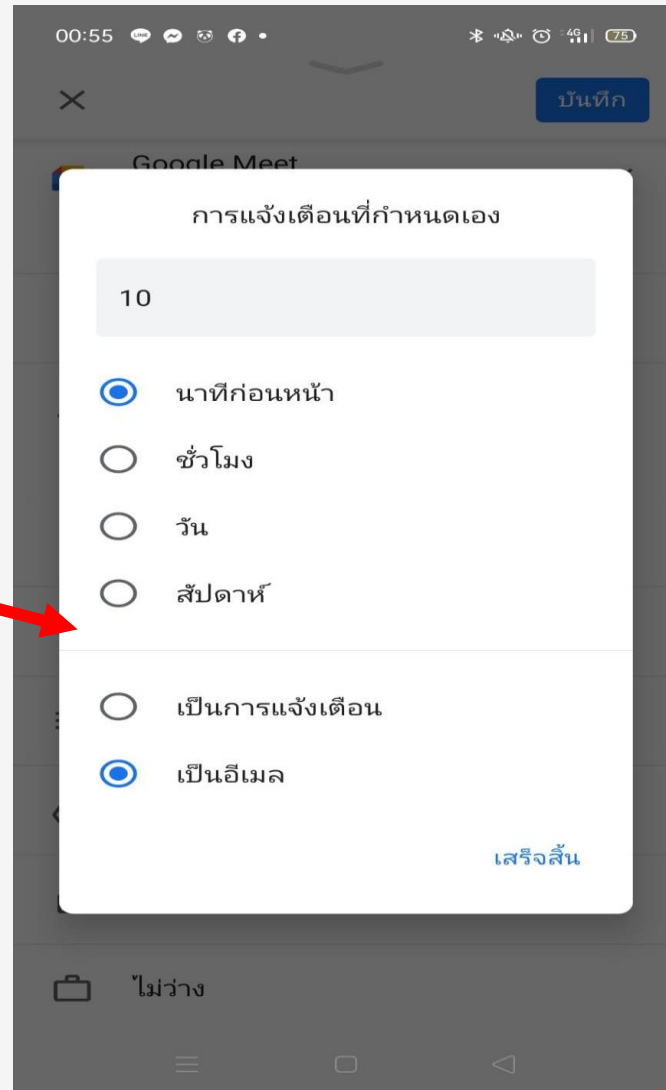 00:55
4G 75
บันทึก
Google Meet
การแจ้งเตือนที่กำหนดเอง
10
นาทีก่อนหน้า
ชั่วโมง
วัน
สัปดาห์
เป็นการแจ้งเตือน
เป็นอีเมล
เสร็จสิ้น
ไม่ว่าง